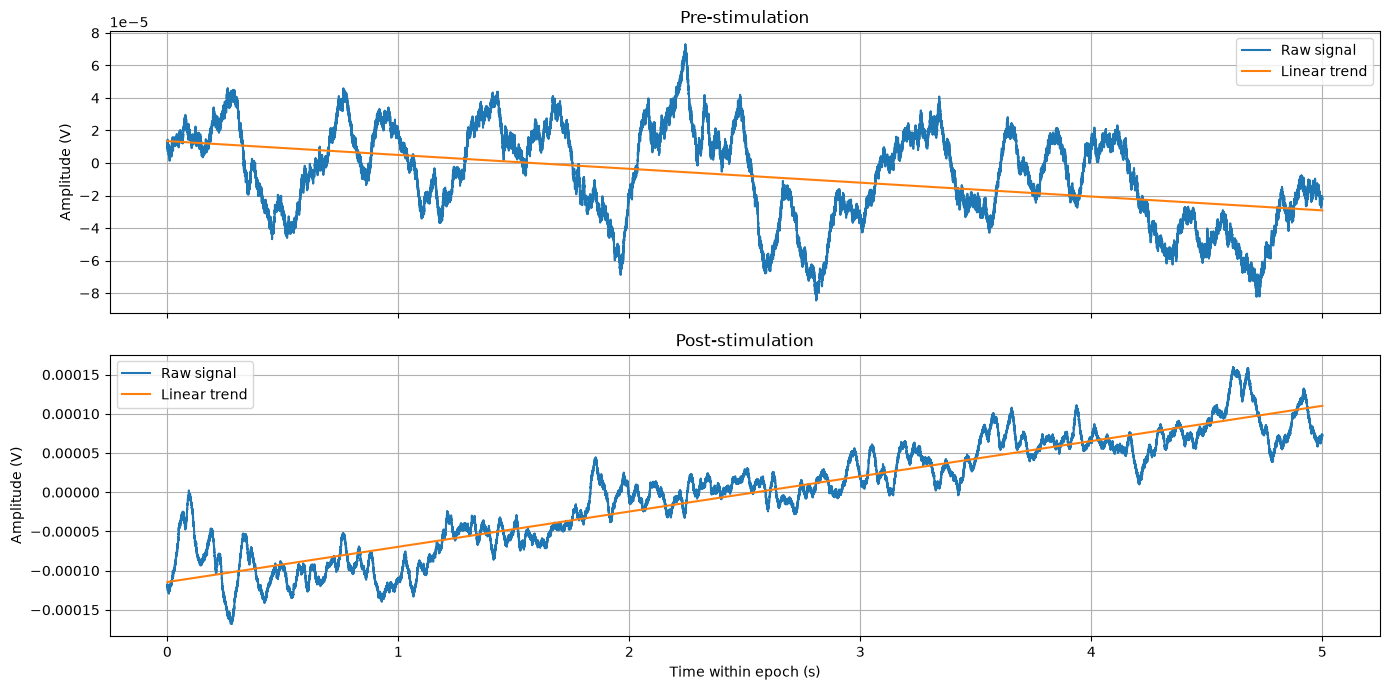 Pre-stimulation
1e−5
8
6
4
2
0
−2
−4
−6
−8
Amplitude (V)
Raw signal
Linear trend
Post-stimulation
0.00015
0.00010
0.00005
0.00000
−0.00005
−0.00010
−0.00015
Amplitude (V)
Raw signal
Linear trend
0 1 2 3 4 5
Time within epoch (s)